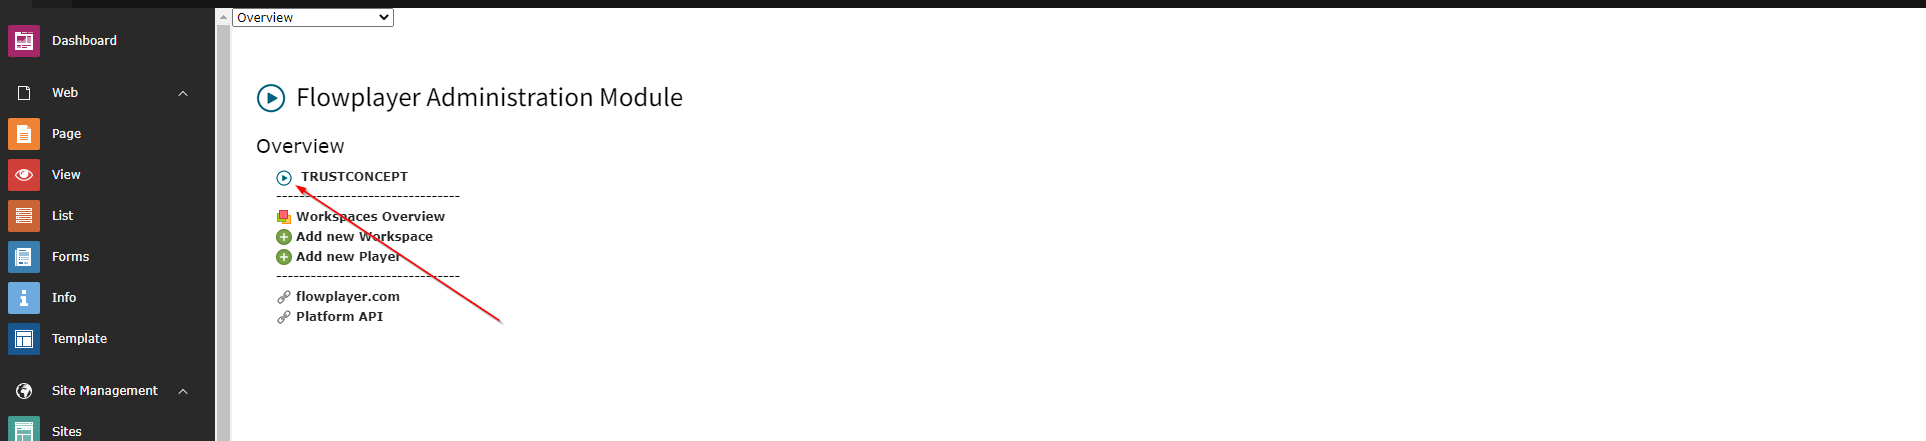 Dashboard
Web
Page
View
List
Forms
Info
Template
Site Management
Sites
Overview
Flowplayer Administration Module
Overview
TRUSTCONCEPT
--------------------------------
Workspaces Overview
Add new Workspace
Add new Player
--------------------------------
flowplayer.com
Platform API